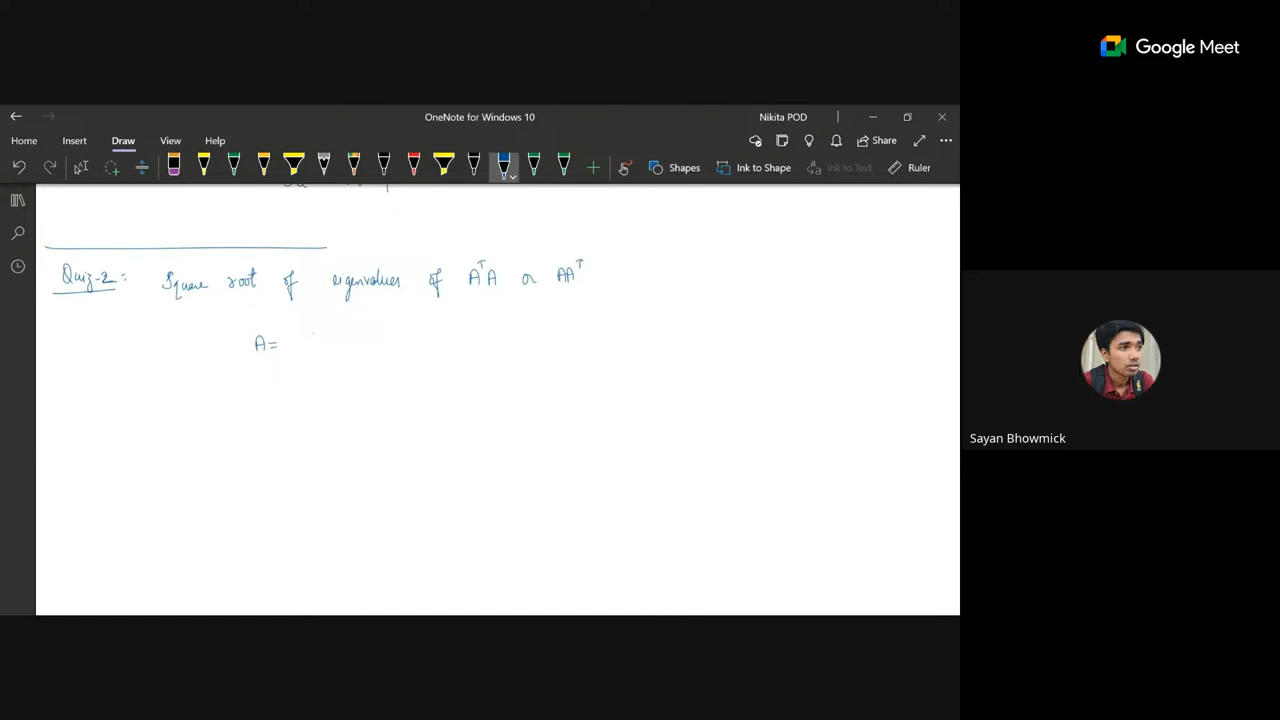 Google Meet
OneNote for Windows 10
Nikita POD
Home Insert Draw View Help
Share
Shapes Ink to Shape Ink to Text Ruler
Quiz-2: Square root of eigenvalues of AᵀA or AAᵀ
A=
Sayan Bhowmick